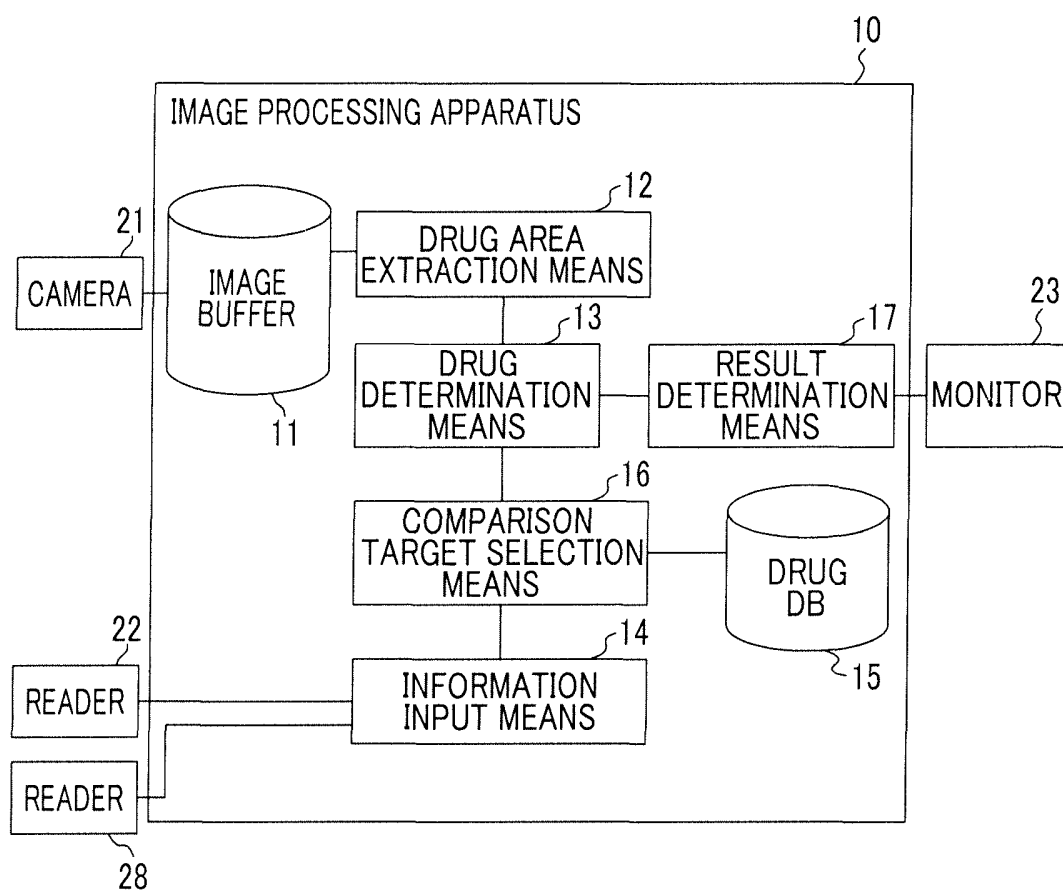 10
IMAGE PROCESSING APPARATUS
12
21
DRUG AREA
EXTRACTION MEANS
CAMERA
IMAGE
BUFFER
13
17
23
DRUG
DETERMINATION
MEANS
RESULT
DETERMINATION
MEANS
MONITOR
11
16
COMPARISON
TARGET SELECTION
MEANS
DRUG
DB
22
14
15
READER
INFORMATION
INPUT MEANS
READER
28